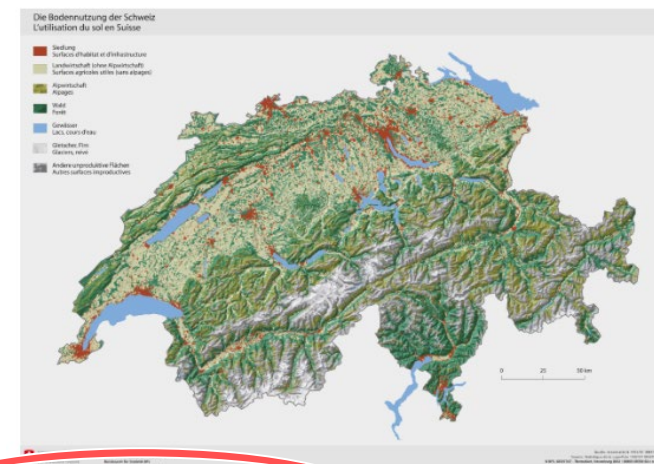 Die Bodennutzung der Schweiz
L'utilisation du sol en Suisse
Siedlung
Surfaces d'habitat et d'infrastructure
Landwirtschaft (ohne Alpwirtschaft)
Surfaces agricoles utiles (sans alpages)
Alpwirtschaft
Alpages
Wald
Forêt
Gewässer
Lacs, cours d'eau
Gletscher, Firn
Glaciers, névé
Andere unproduktive Flächen
Autres surfaces improductives
0 25 50 km